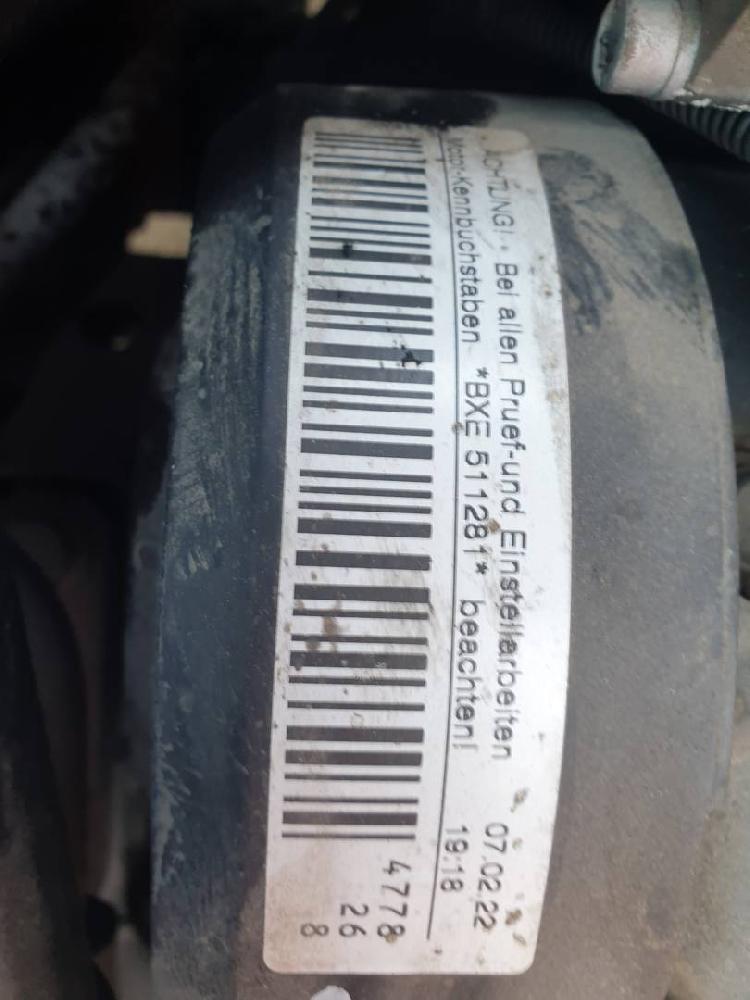 ACHTUNG! Bei allen Pruef-und Einstellarbeiten 07.02.22
Motor-Kennbuchstaben *BXE 511281* beachten! 19:18
4778
26
8